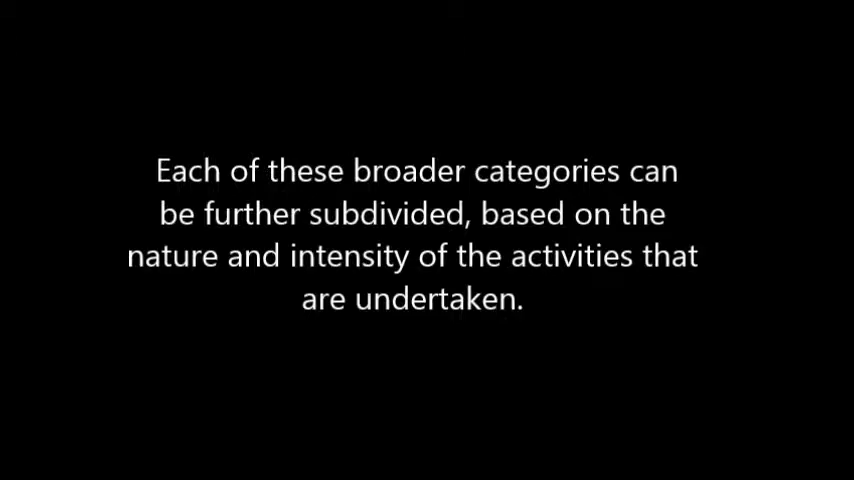 Each of these broader categories can
be further subdivided, based on the
nature and intensity of the activities that
are undertaken.